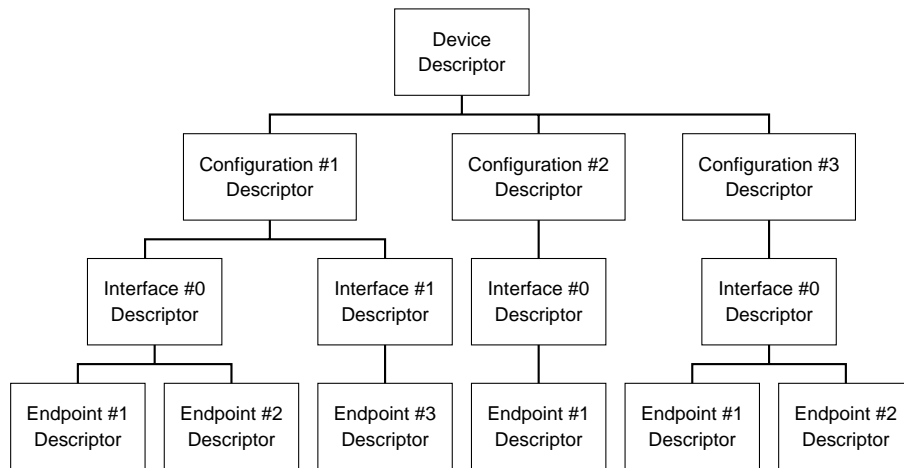 Device
Descriptor
Configuration #1
Descriptor
Configuration #2
Descriptor
Configuration #3
Descriptor
Interface #0
Descriptor
Interface #1
Descriptor
Interface #0
Descriptor
Interface #0
Descriptor
Endpoint #1
Descriptor
Endpoint #2
Descriptor
Endpoint #3
Descriptor
Endpoint #1
Descriptor
Endpoint #1
Descriptor
Endpoint #2
Descriptor